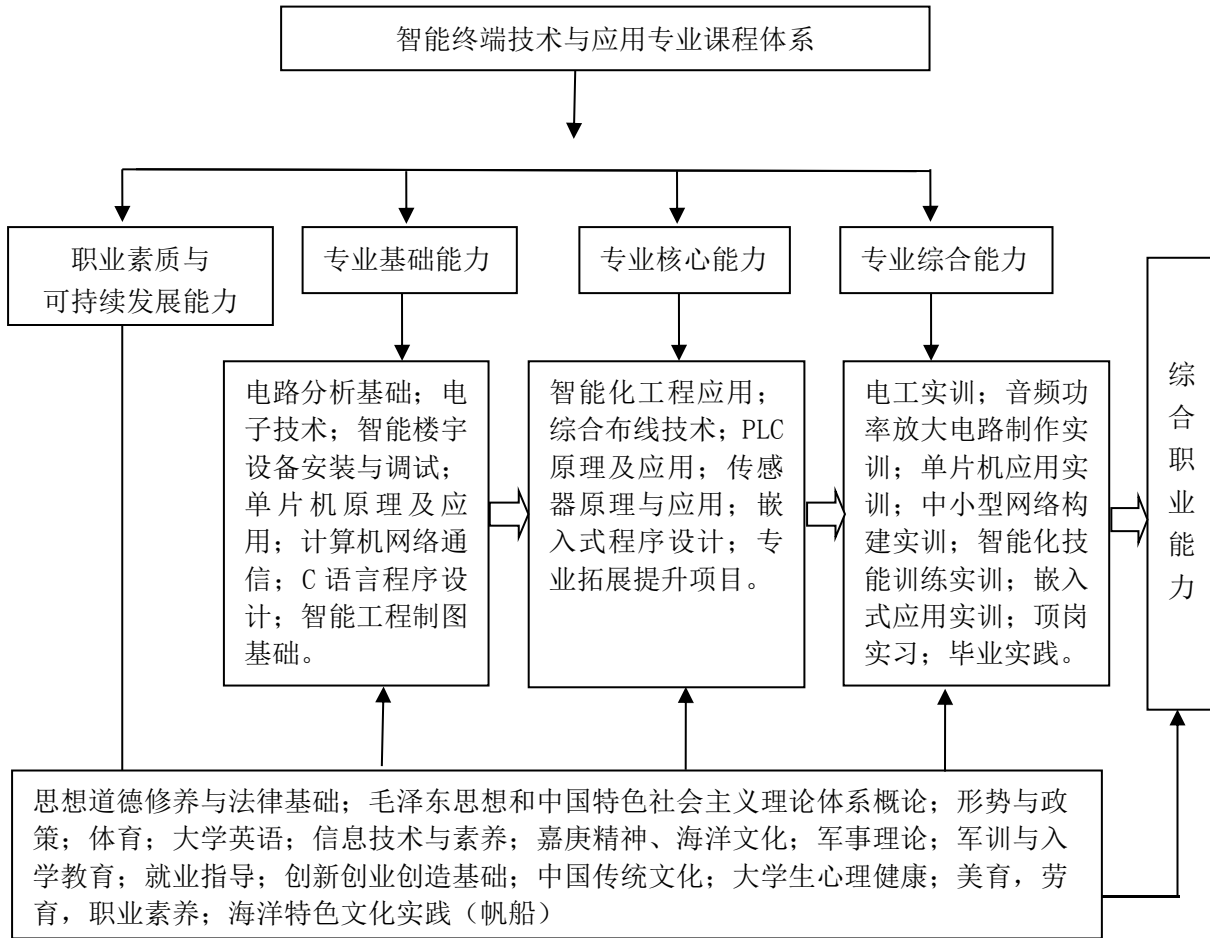 智能终端技术与应用专业课程体系
职业素质与
可持续发展能力
专业基础能力
专业核心能力
专业综合能力
电路分析基础；电
子技术；智能楼宇
设备安装与调试；
单片机原理及应
用；计算机网络通
信；C 语言程序设
计；智能工程制图
基础。
智能化工程应用；
综合布线技术；PLC
原理及应用；传感
器原理与应用；嵌
入式程序设计；专
业拓展提升项目。
电工实训；音频功
率放大电路制作实
训；单片机应用实
训；中小型网络构
建实训；智能化技
能训练实训；嵌入
式应用实训；顶岗
实习；毕业实践。
综
合
职
业
能
力
思想道德修养与法律基础；毛泽东思想和中国特色社会主义理论体系概论；形势与政
策；体育；大学英语；信息技术与素养；嘉庚精神、海洋文化；军事理论；军训与入
学教育；就业指导；创新创业创造基础；中国传统文化；大学生心理健康；美育，劳
育，职业素养；海洋特色文化实践（帆船）